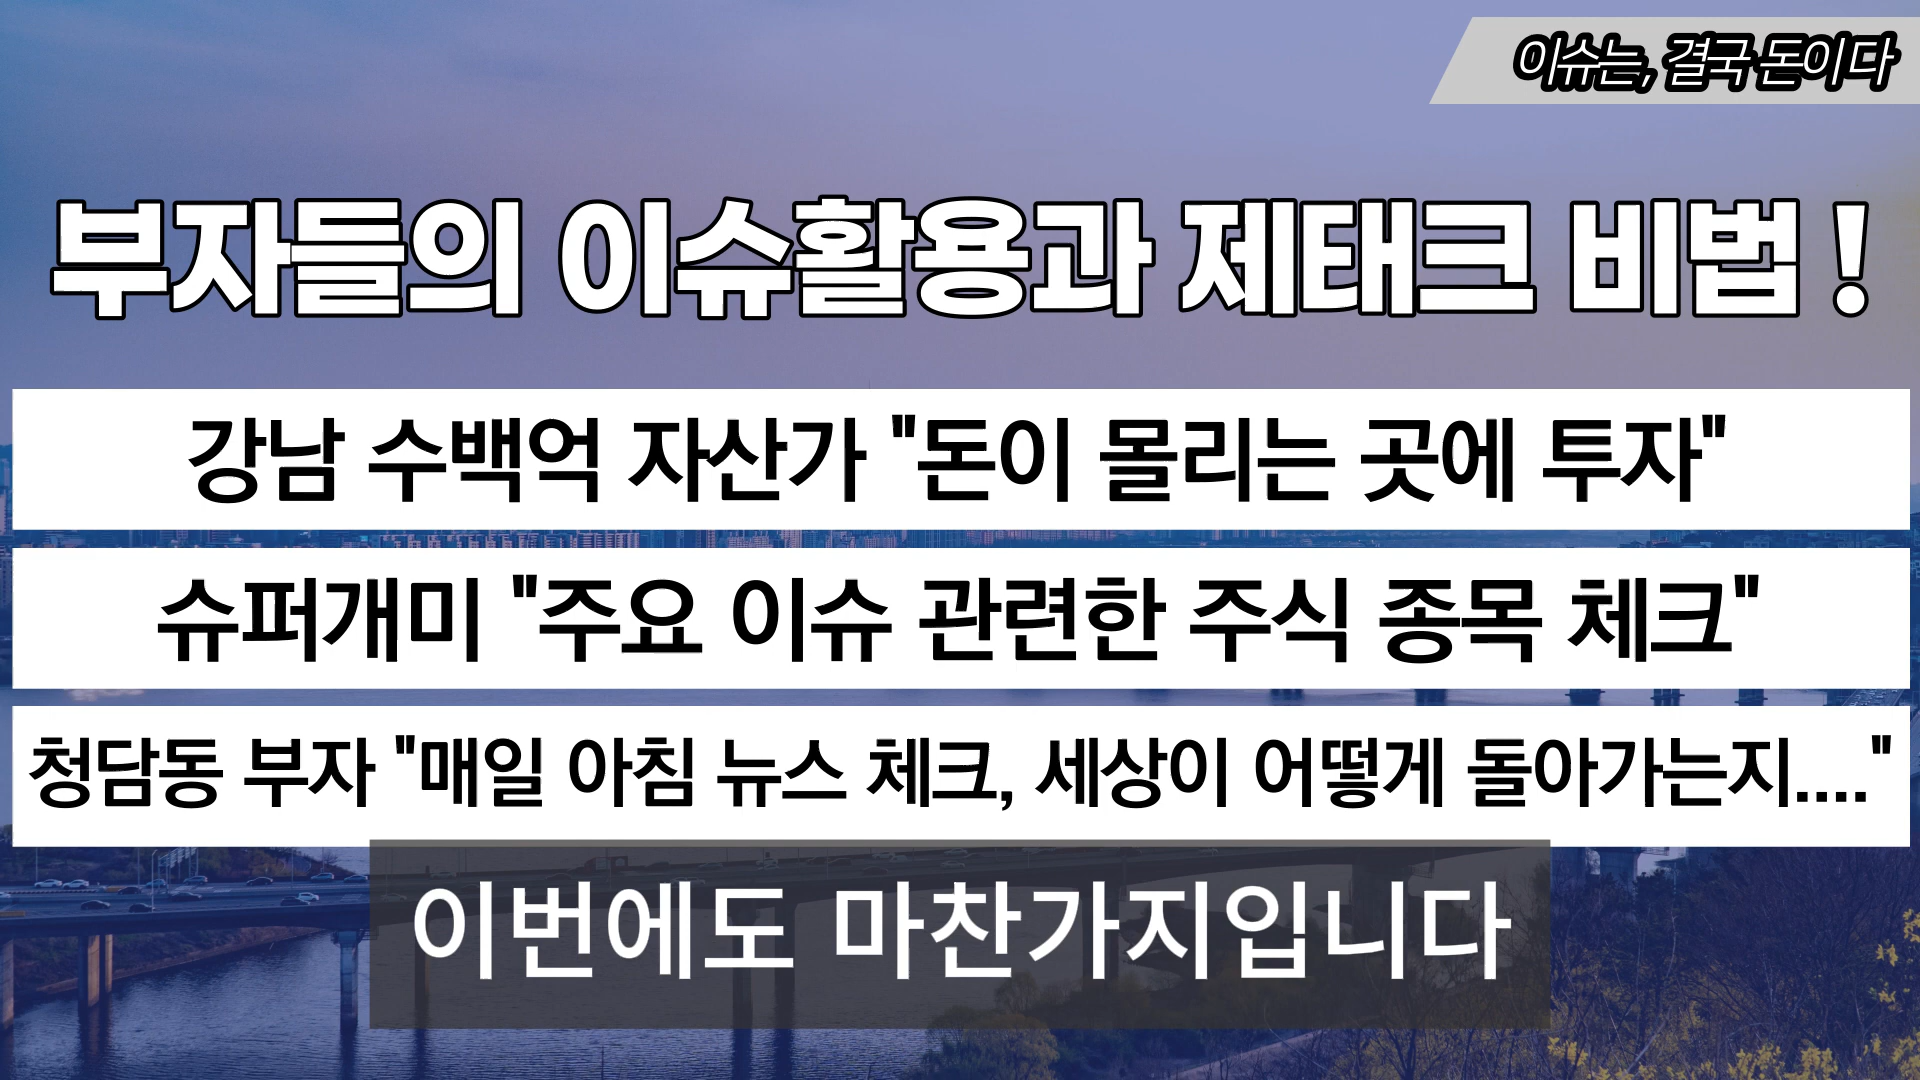 이슈는, 결국 돈이다
부자들의 이슈활용과 제태크 비법 !
강남 수백억 자산가 "돈이 몰리는 곳에 투자"
슈퍼개미 "주요 이슈 관련한 주식 종목 체크"
청담동 부자 "매일 아침 뉴스 체크, 세상이 어떻게 돌아가는지...."
이번에도 마찬가지입니다